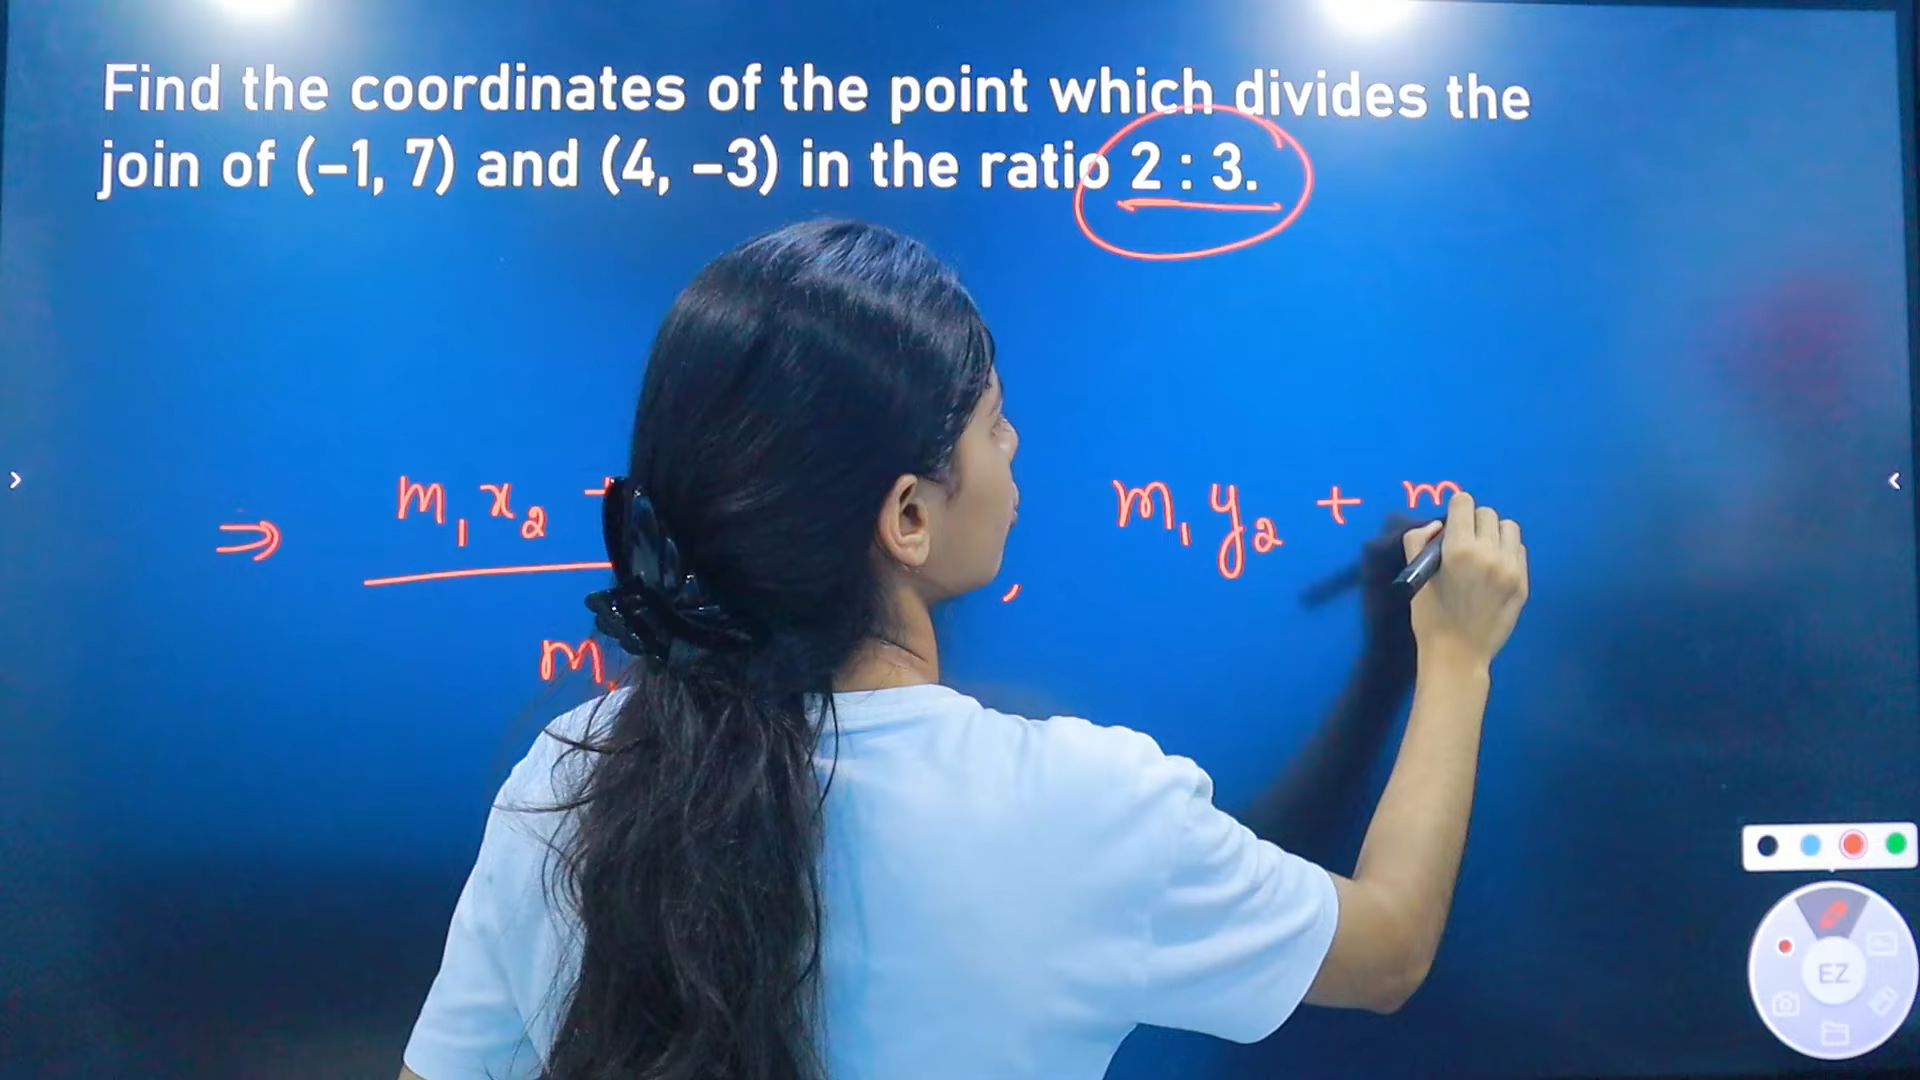 Find the coordinates of the point which divides the
join of (–1, 7) and (4, –3) in the ratio 2 : 3.
⇒ m₁x₂ + , m₁y₂ + m
m₁
EZ